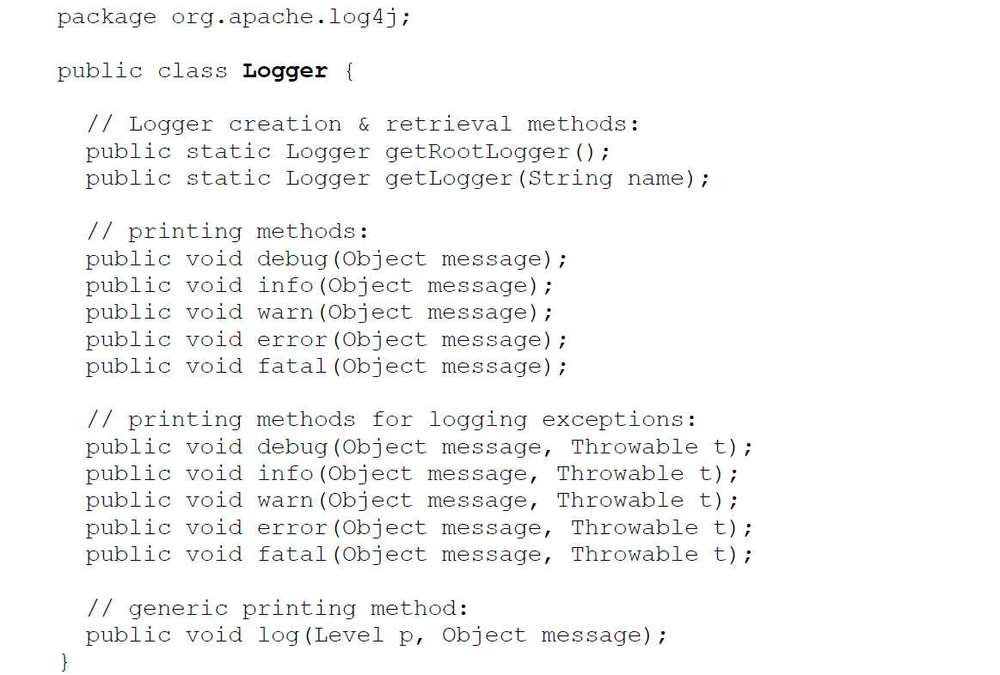 package org.apache.log4j;
public class Logger {
// Logger creation & retrieval methods:
public static Logger getRootLogger();
public static Logger getLogger(String name);
// printing methods:
public void debug(Object message);
public void info(Object message);
public void warn(Object message);
public void error(Object message);
public void fatal(Object message);
// printing methods for logging exceptions:
public void debug(Object message, Throwable t);
public void info(Object message, Throwable t);
public void warn(Object message, Throwable t);
public void error(Object message, Throwable t);
public void fatal(Object message, Throwable t);
// generic printing method:
public void log(Level p, Object message);
}